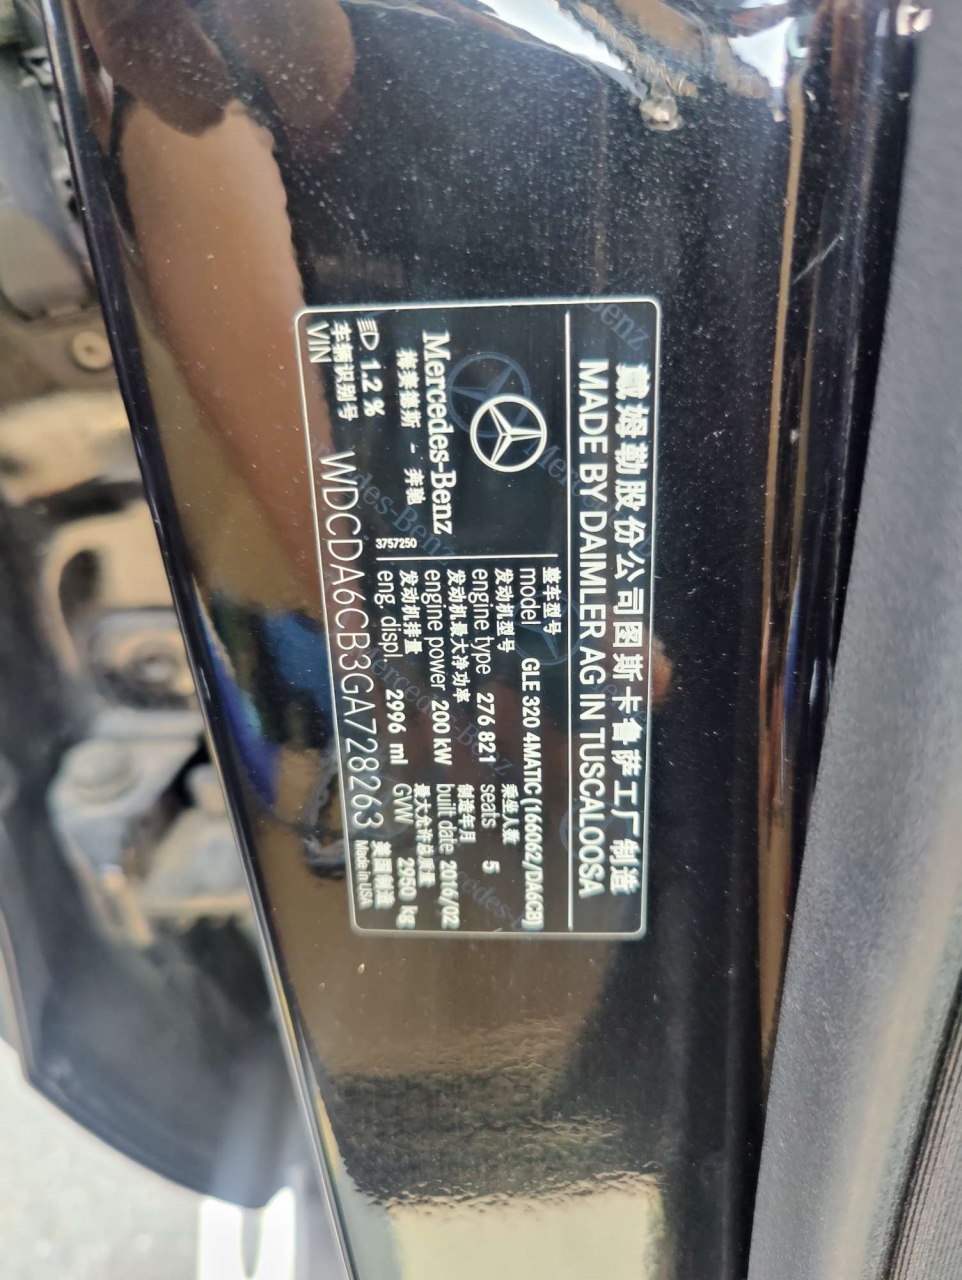 戴姆勒股份公司图斯卡鲁萨工厂制造
MADE BY DAIMLER AG IN TUSCALOOSA
Mercedes-Benz
梅赛德斯 - 奔驰
3757250
1.2 %
整车型号
model GLE 320 4MATIC (166062/DA6CB)
发动机型号 乘坐人数
engine type 276 821 seats 5
发动机最大净功率 制造年月
engine power 200 kW built date 2016/02
发动机排量 最大允许总质量
eng. displ 2996 ml GVW 2950 kg
车辆识别号 美国制造
VIN WDCDA6CB3GA728263 Made in USA